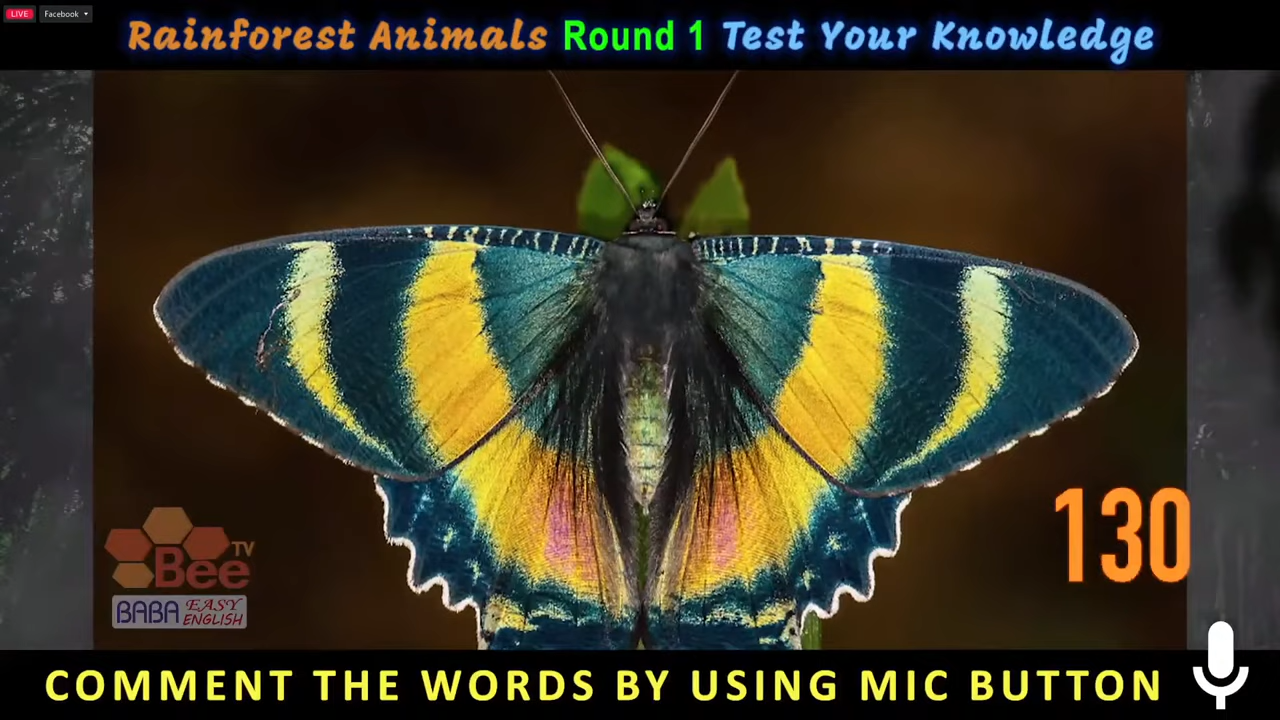 LIVE
Facebook
Rainforest Animals Round 1 Test Your Knowledge
130
Bee TV
BABA EASY ENGLISH
COMMENT THE WORDS BY USING MIC BUTTON